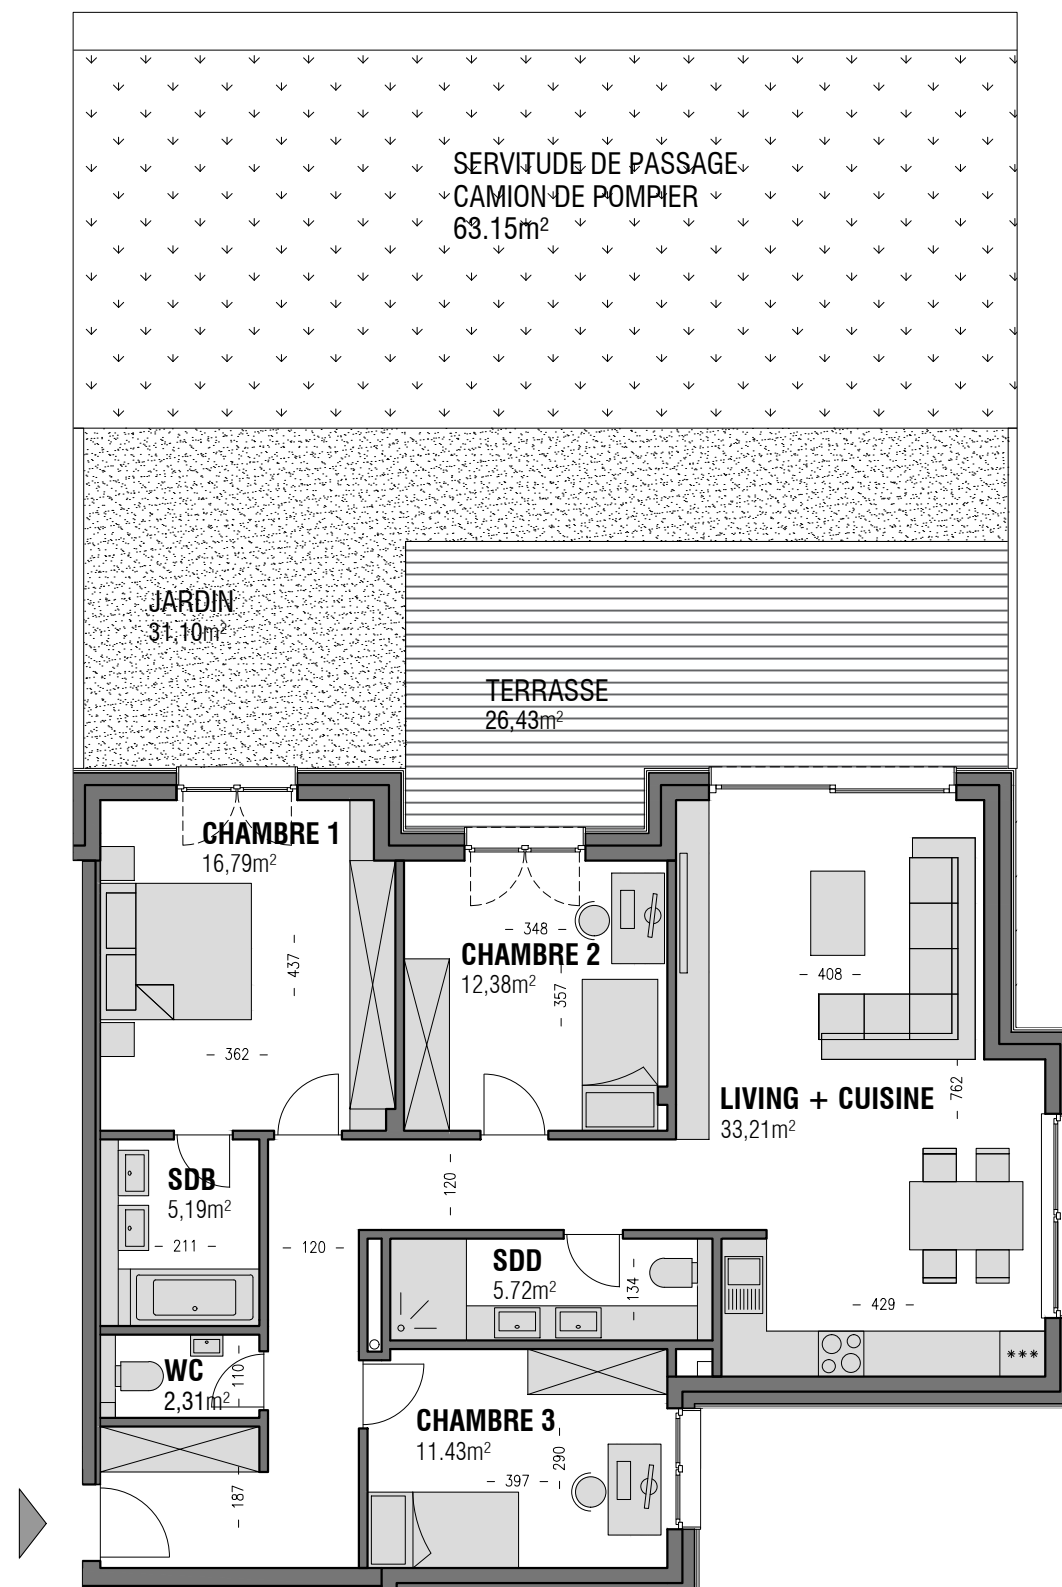 SERVITUDE DE PASSAGE
CAMION DE POMPIER
63.15m²
JARDIN
31,10m²
TERRASSE
26,43m²
CHAMBRE 1
16,79m²
437
362
348
CHAMBRE 2
12,38m²
357
408
LIVING + CUISINE
33,21m²
762
SDB
5,19m²
211
120
120
SDD
5.72m²
134
429
***
WC
2,31m²
110
CHAMBRE 3
11.43m²
290
397
187